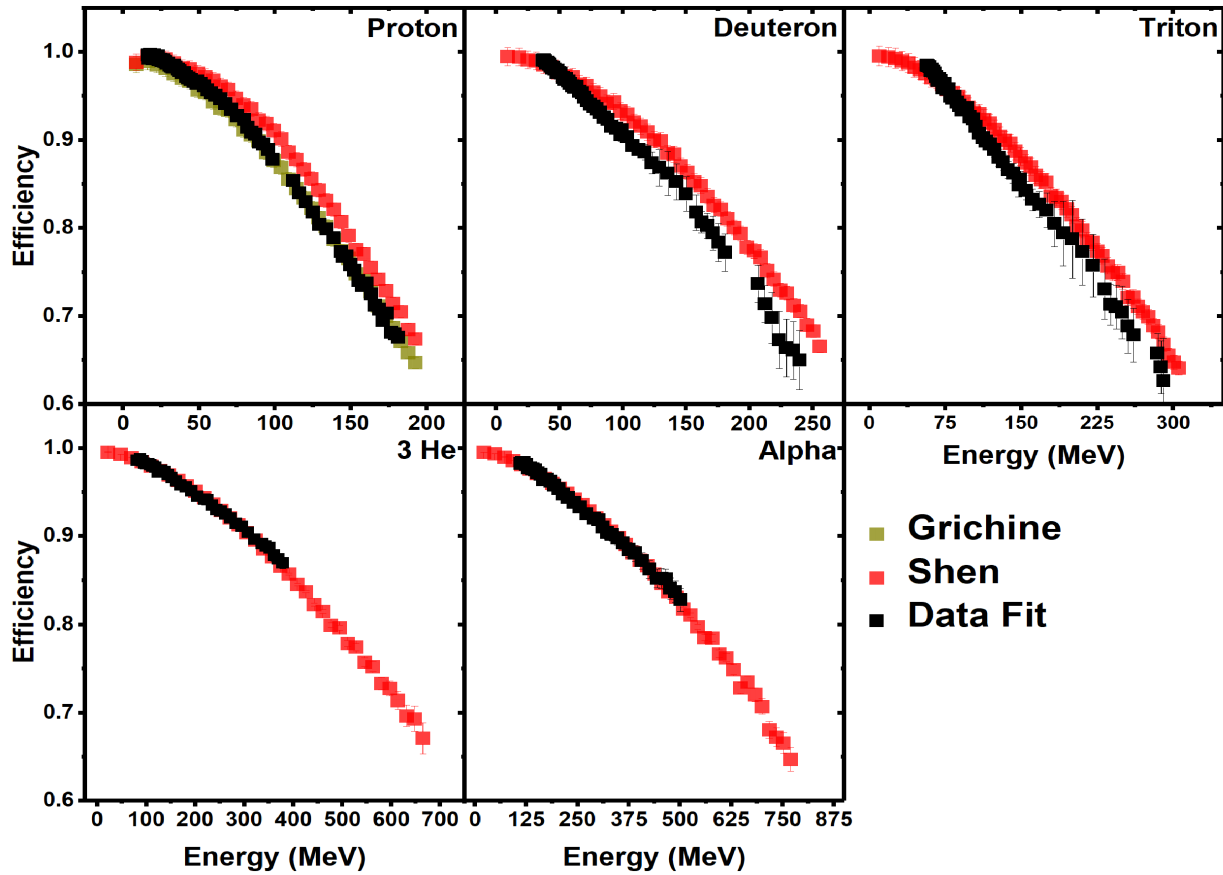 Proton
Deuteron
Triton
1.0
0.9
0.8
0.7
0.6
Efficiency
0 50 100 150 200
0 50 100 150 200 250
0 75 150 225 300
Energy (MeV)
3 He
Alpha
1.0
0.9
0.8
0.7
0.6
Efficiency
0 100 200 300 400 500 600 700
0 125 250 375 500 625 750 875
Energy (MeV)
Energy (MeV)
Grichine
Shen
Data Fit